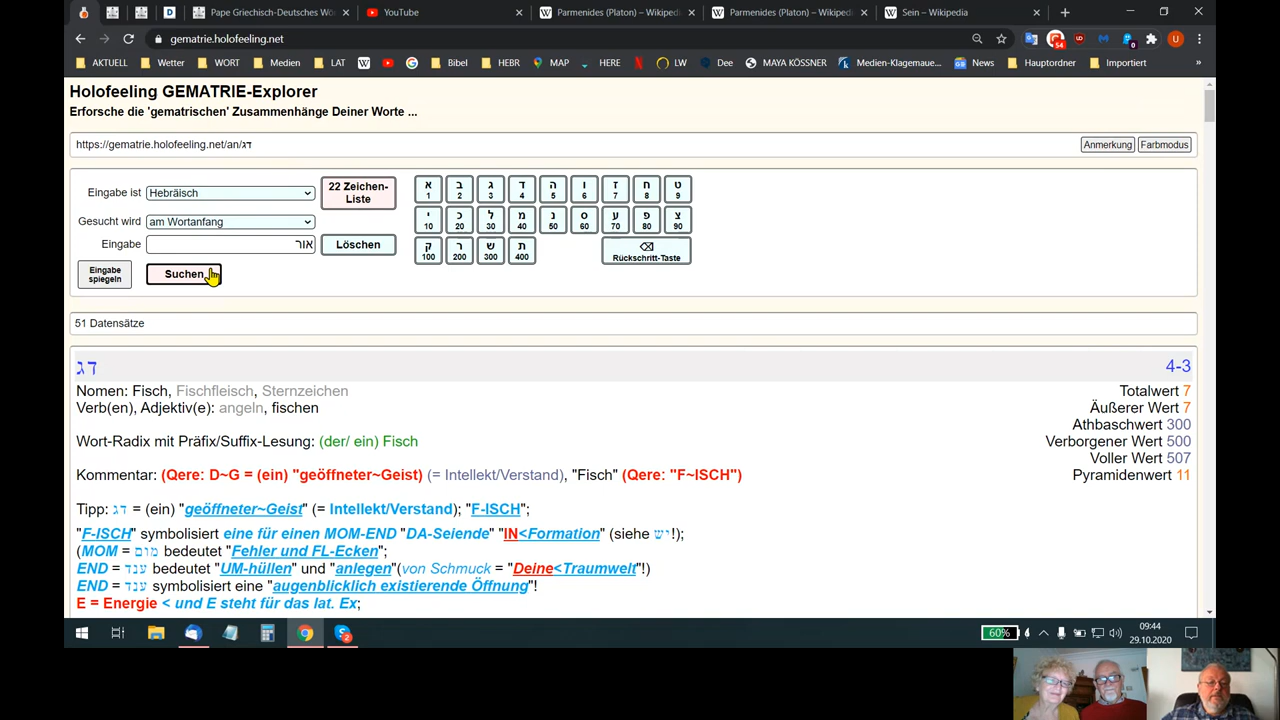 Pape Griechisch-Deutsches Wö
YouTube
Parmenides (Platon) – Wikipedi
Parmenides (Platon) – Wikipedi
Sein – Wikipedia
gematrie.holofeeling.net
AKTUELL Wetter WORT Medien LAT Bibel HEBR MAP HERE LW Dee MAYA KÖSSNER Medien-Klagemaue... News Hauptordner Importiert »
Holofeeling GEMATRIE-Explorer
Erforsche die 'gematrischen' Zusammenhänge Deiner Worte ...
https://gematrie.holofeeling.net/an/דג
Anmerkung Farbmodus
Eingabe ist Hebräisch
22 Zeichen-Liste
Gesucht wird am Wortanfang
Eingabe אור Löschen
Eingabe spiegeln
Suchen
א ב ג ד ה ו ז ח ט
1 2 3 4 5 6 7 8 9
י כ ל מ נ ס ע פ צ
10 20 30 40 50 60 70 80 90
ק ר ש ת
100 200 300 400
Rückschritt-Taste
51 Datensätze
דג 4-3
Nomen: Fisch, Fischfleisch, Sternzeichen
Verb(en), Adjektiv(e): angeln, fischen
Totalwert 7
Äußerer Wert 7
Athbaschwert 300
Verborgener Wert 500
Voller Wert 507
Pyramidenwert 11
Wort-Radix mit Präfix/Suffix-Lesung: (der/ ein) Fisch
Kommentar: (Qere: D~G = (ein) "geöffneter~Geist) (= Intellekt/Verstand), "Fisch" (Qere: "F~ISCH")
Tipp: דג = (ein) "geöffneter~Geist" (= Intellekt/Verstand); "F-ISCH";
"F-ISCH" symbolisiert eine für einen MOM-END "DA-Seiende" "IN<Formation" (siehe יש!);
(MOM = מום bedeutet "Fehler und FL-Ecken";
END = ענד bedeutet "UM-hüllen" und "anlegen"(von Schmuck = "Deine<Traumwelt"!)
END = ענד symbolisiert eine "augenblicklich existierende Öffnung"!
E = Energie < und E steht für das lat. Ex;
60%
09:44
29.10.2020